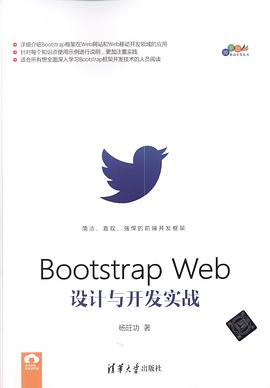 详细介绍Bootstrap框架在Web网站和Web移动开发领域的应用
针对每个知识点使用示例进行说明，更加注重实践
适合所有想全面深入学习Bootstrap框架开发技术的人员阅读
简洁、直观、强悍的前端开发框架
Bootstrap Web
设计与开发实战
杨旺功 著
清华大学出版社